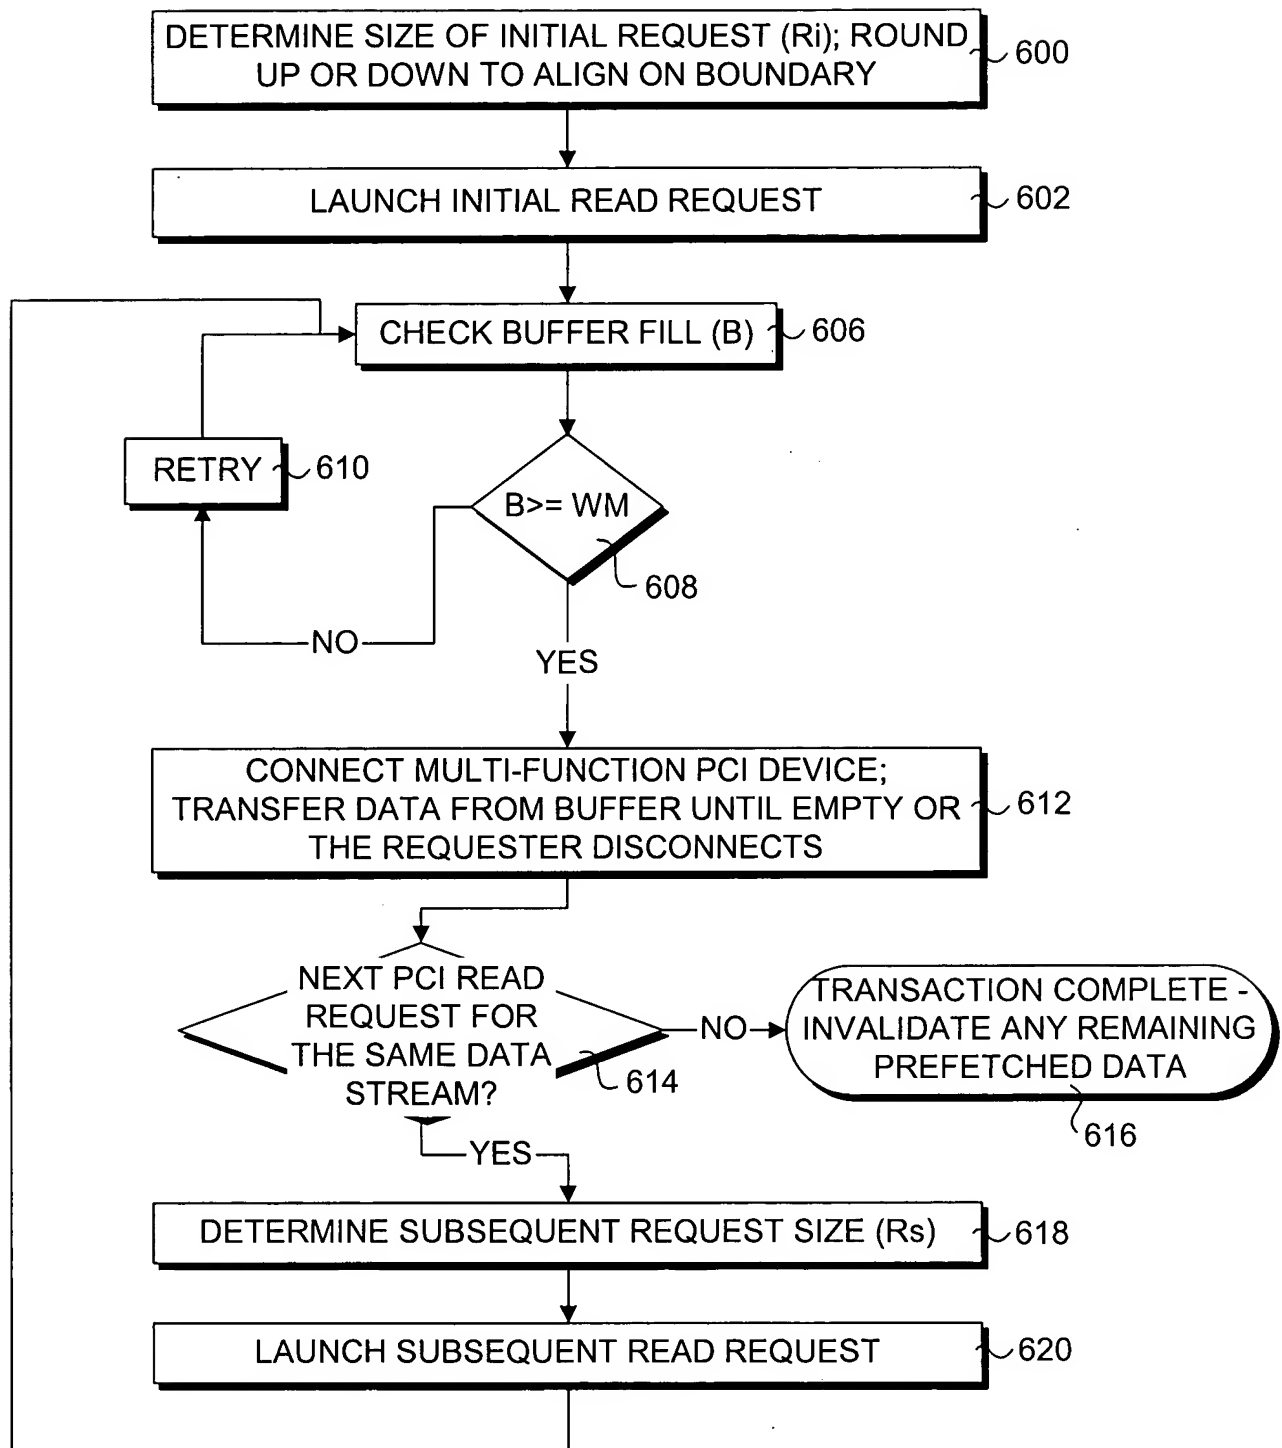 DETERMINE SIZE OF INITIAL REQUEST (Ri); ROUND
UP OR DOWN TO ALIGN ON BOUNDARY
600
LAUNCH INITIAL READ REQUEST
602
CHECK BUFFER FILL (B)
606
RETRY
610
B>= WM
608
NO
YES
CONNECT MULTI-FUNCTION PCI DEVICE;
TRANSFER DATA FROM BUFFER UNTIL EMPTY OR
THE REQUESTER DISCONNECTS
612
NEXT PCI READ
REQUEST FOR
THE SAME DATA
STREAM?
614
NO
TRANSACTION COMPLETE -
INVALIDATE ANY REMAINING
PREFETCHED DATA
616
YES
DETERMINE SUBSEQUENT REQUEST SIZE (Rs)
618
LAUNCH SUBSEQUENT READ REQUEST
620